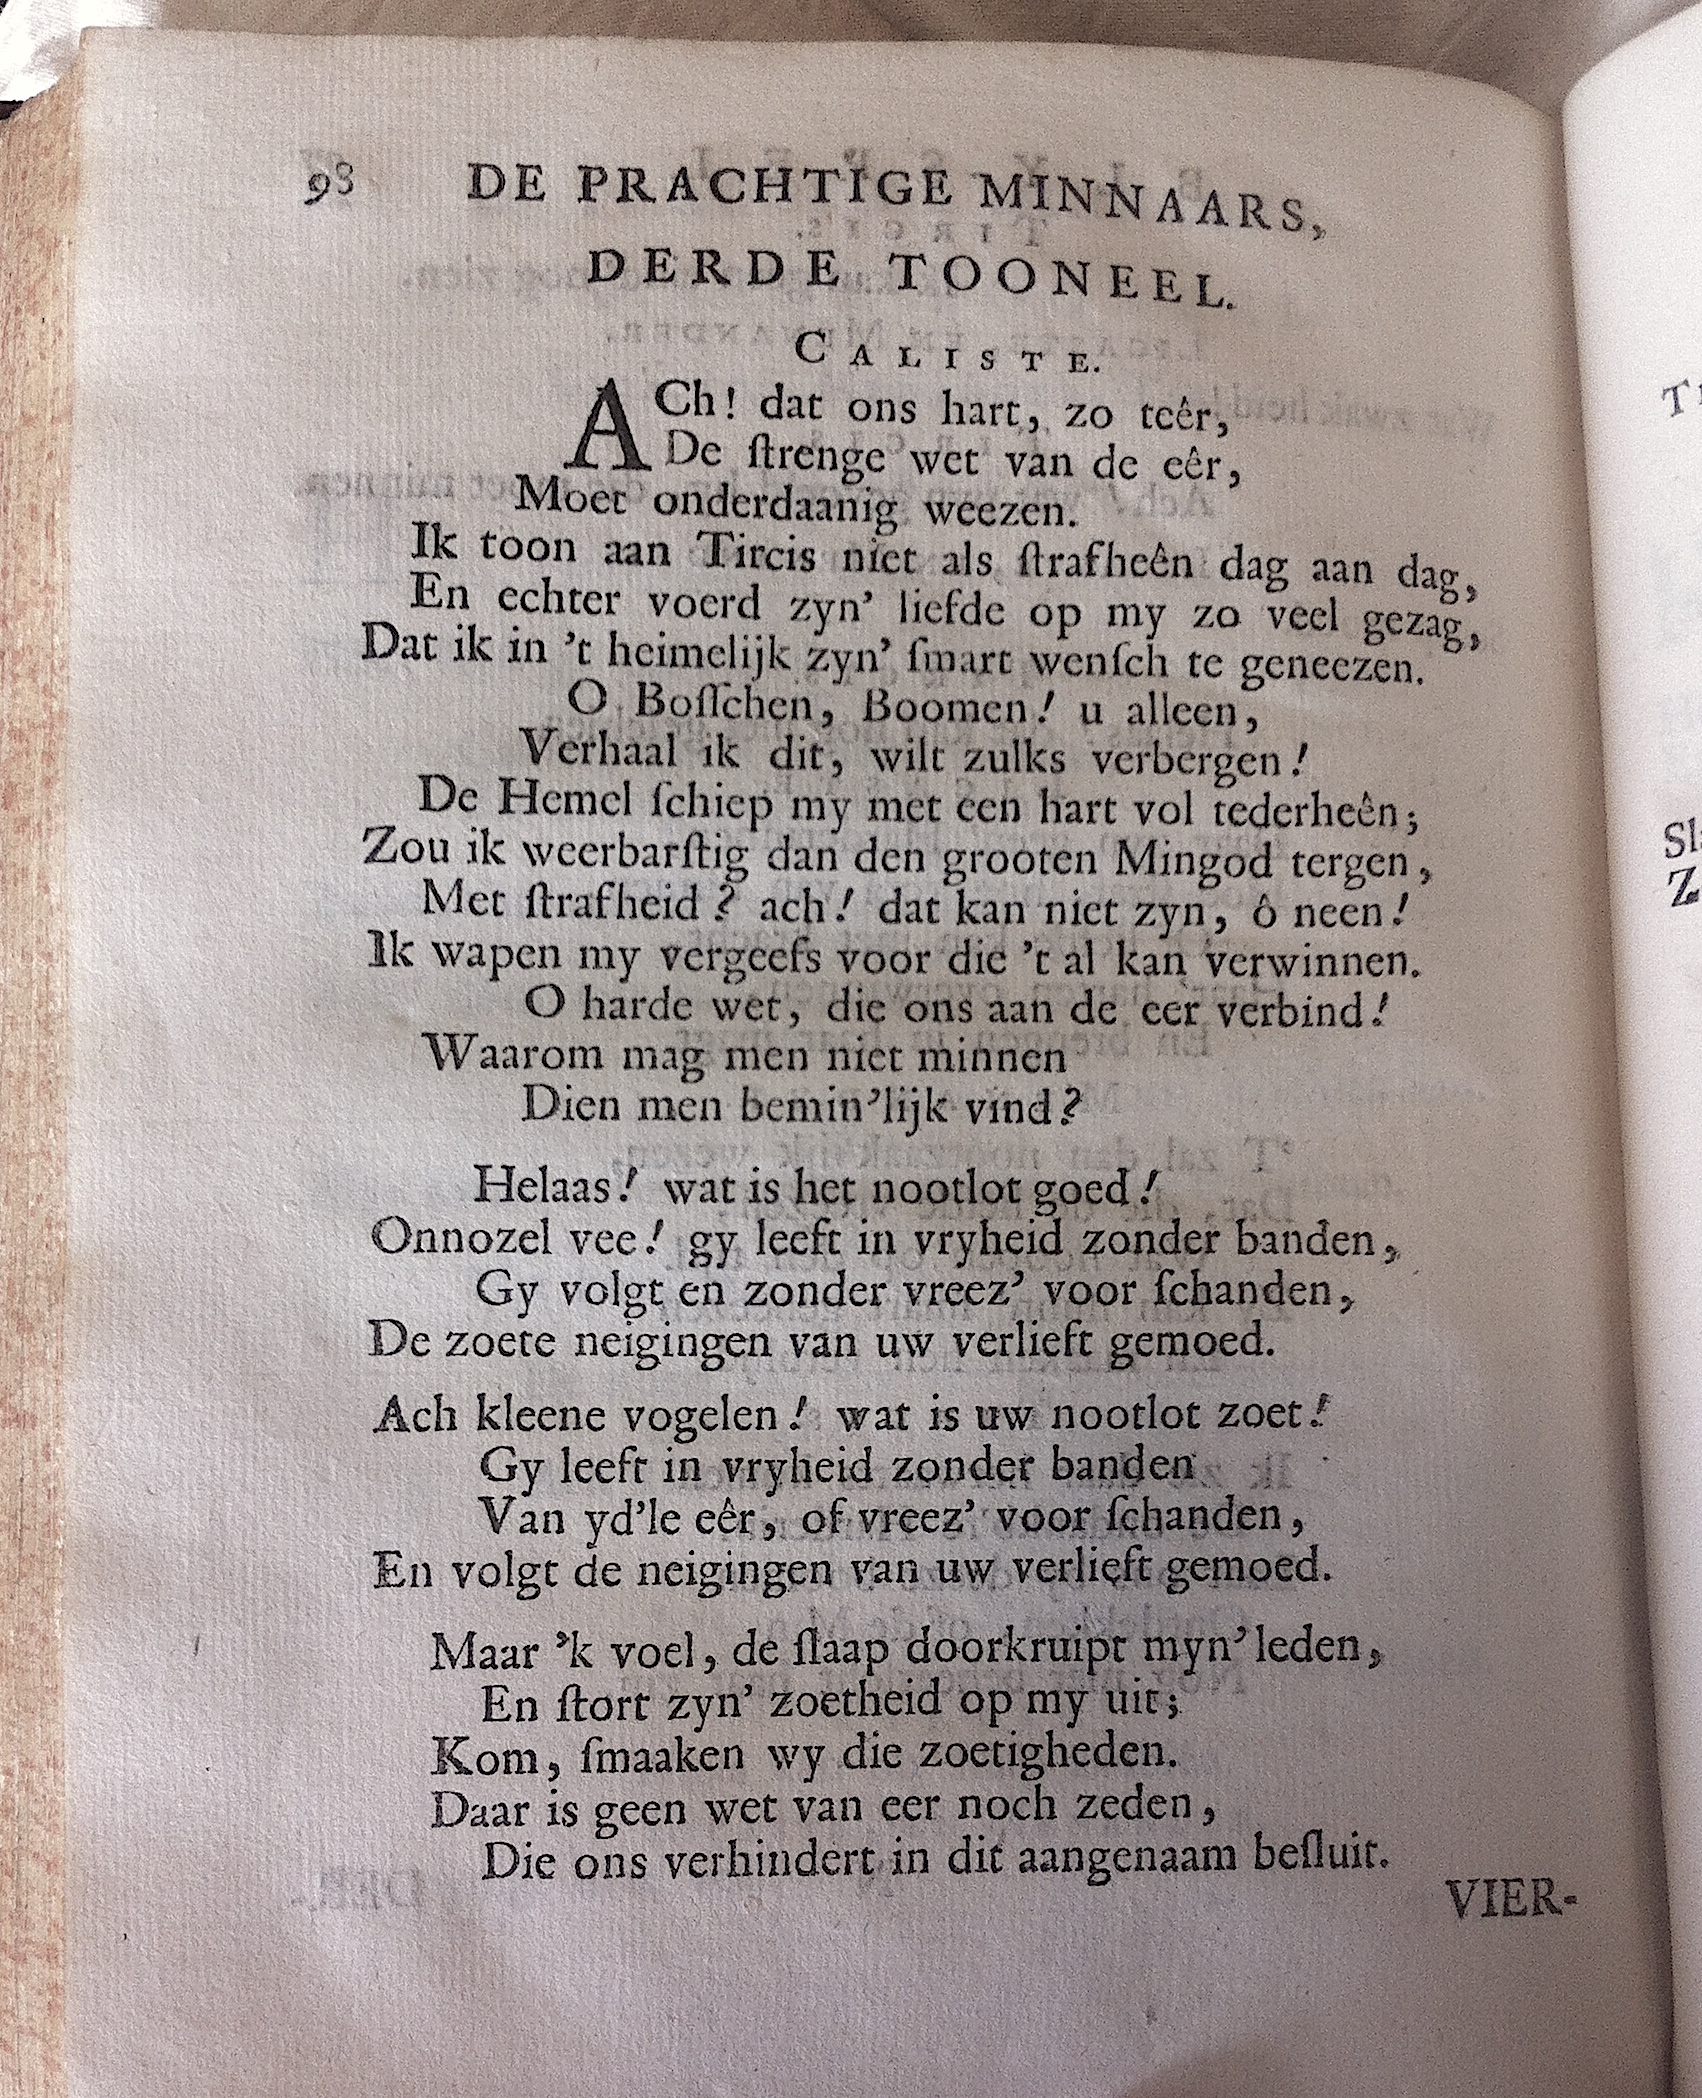 98 DE PRACHTIGE MINNAARS,
DERDE TOONEEL.
CALISTE.
ACh! dat ons hart, zo teêr,
De ſtrenge wet van de eêr,
Moet onderdaanig weezen.
Ik toon aan Tircis niet als ſtrafheên dag aan dag,
En echter voerd zyn’ liefde op my zo veel gezag,
Dat ik in ’t heimelijk zyn’ ſmart wenſch te geneezen.
O Boſſchen, Boomen! u alleen,
Verhaal ik dit, wilt zulks verbergen!
De Hemel ſchiep my met een hart vol tederheên;
Zou ik weerbarſtig dan den grooten Mingod tergen,
Met ſtrafheid? ach! dat kan niet zyn, ô neen!
Ik wapen my vergeefs voor die ’t al kan verwinnen.
O harde wet, die ons aan de eer verbind!
Waarom mag men niet minnen
Dien men bemin’lijk vind?
Helaas! wat is het nootlot goed!
Onnozel vee! gy leeft in vryheid zonder banden,
Gy volgt en zonder vreez’ voor ſchanden,
De zoete neigingen van uw verlieft gemoed.
Ach kleene vogelen! wat is uw nootlot zoet!
Gy leeft in vryheid zonder banden
Van yd’le eêr, of vreez’ voor ſchanden,
En volgt de neigingen van uw verlieft gemoed.
Maar ’k voel, de ſlaap doorkruipt myn’ leden,
En ſtort zyn’ zoetheid op my uit;
Kom, ſmaaken wy die zoetigheden.
Daar is geen wet van eer noch zeden,
Die ons verhindert in dit aangenaam beſluit.
VIER-